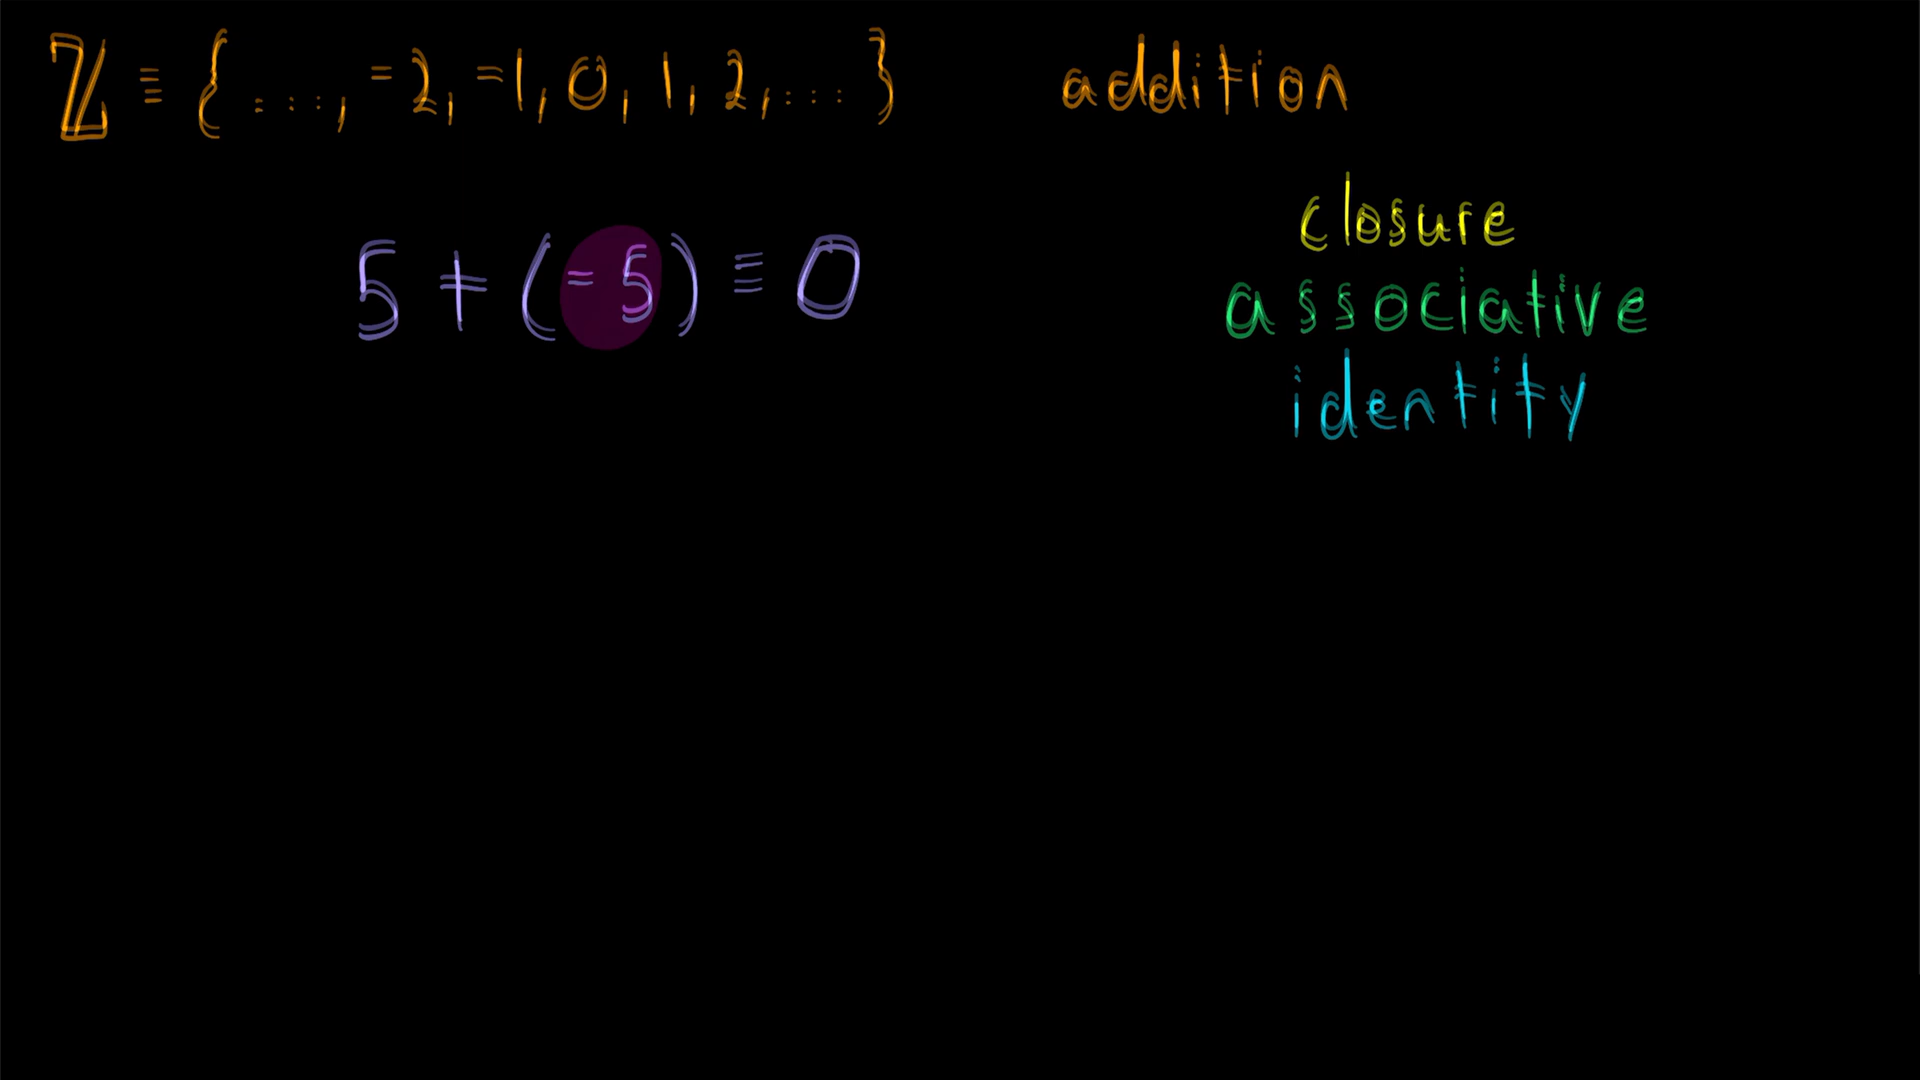 ℤ = { ..., -2, -1, 0, 1, 2, ... } addition
closure
5 + (-5) = 0
associative
identity